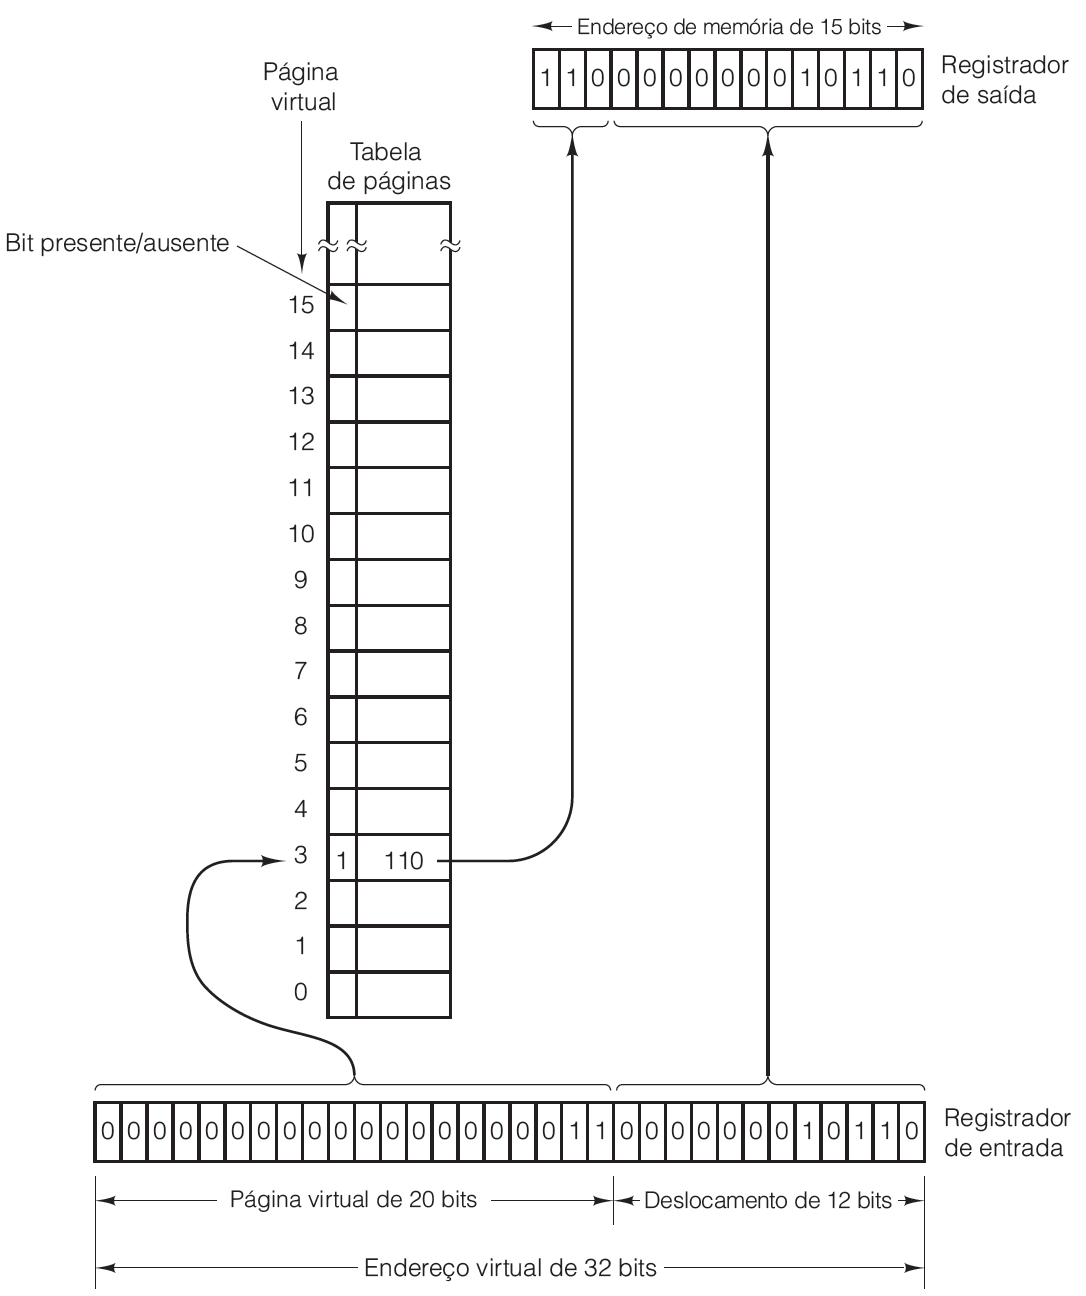 Endereço de memória de 15 bits
1 1 0 0 0 0 0 0 0 0 1 0 1 1 0
Registrador
de saída
Página
virtual
Tabela
de páginas
Bit presente/ausente
15
14
13
12
11
10
9
8
7
6
5
4
3 1 110
2
1
0
0 0 0 0 0 0 0 0 0 0 0 0 0 0 0 0 0 0 1 1 0 0 0 0 0 0 0 1 0 1 1 0
Registrador
de entrada
Página virtual de 20 bits
Deslocamento de 12 bits
Endereço virtual de 32 bits